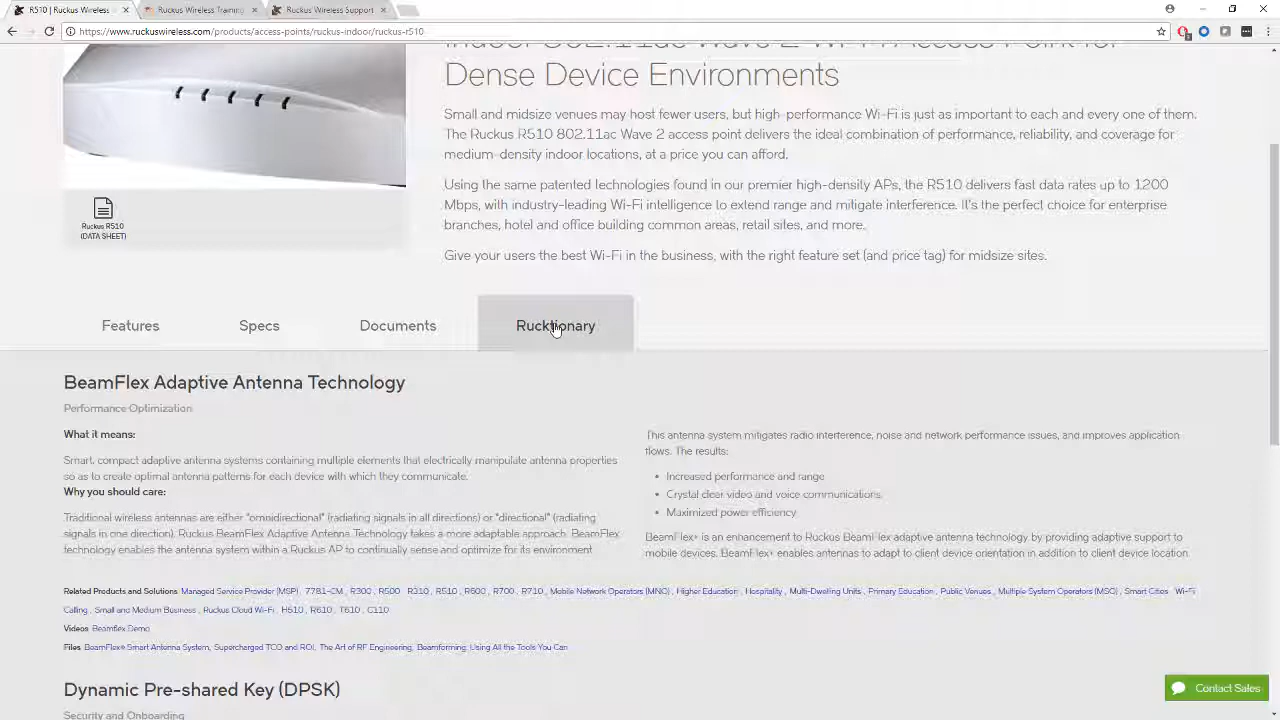 R510 | Ruckus Wireless
Ruckus Wireless Training
Ruckus Wireless Support
https://www.ruckuswireless.com/products/access-points/ruckus-indoor/ruckus-r510
Indoor 802.11ac Wave 2 Wi-Fi Access Point for
Dense Device Environments
Small and midsize venues may host fewer users, but high-performance Wi-Fi is just as important to each and every one of them.
The Ruckus R510 802.11ac Wave 2 access point delivers the ideal combination of performance, reliability, and coverage for
medium-density indoor locations, at a price you can afford.
Using the same patented technologies found in our premier high-density APs, the R510 delivers fast data rates up to 1200
Mbps, with industry-leading Wi-Fi intelligence to extend range and mitigate interference. It's the perfect choice for enterprise
branches, hotel and office building common areas, retail sites, and more.
Give your users the best Wi-Fi in the business, with the right feature set (and price tag) for midsize sites.
Ruckus R510
(DATA SHEET)
Features
Specs
Documents
Rucktionary
BeamFlex Adaptive Antenna Technology
Performance Optimization
What it means:
Smart, compact adaptive antenna systems containing multiple elements that electrically manipulate antenna properties
so as to create optimal antenna patterns for each device with which they communicate.
Why you should care:
Traditional wireless antennas are either "omnidirectional" (radiating signals in all directions) or "directional" (radiating
signals in one direction). Ruckus BeamFlex Adaptive Antenna Technology takes a more adaptable approach. BeamFlex
technology enables the antenna system within a Ruckus AP to continually sense and optimize for its environment
This antenna system mitigates radio interference, noise and network performance issues, and improves application
flows. The results:
• Increased performance and range
• Crystal clear video and voice communications
• Maximized power efficiency
BeamFlex+ is an enhancement to Ruckus BeamFlex adaptive antenna technology by providing adaptive support to
mobile devices. BeamFlex+ enables antennas to adapt to client device orientation in addition to client device location.
Related Products and Solutions Managed Service Provider (MSP) , 7781-CM , R300 , R500 , R310 , R510 , R600 , R700 , R710 , Mobile Network Operators (MNO) , Higher Education , Hospitality , Multi-Dwelling Units , Primary Education , Public Venues , Multiple System Operators (MSO) , Smart Cities , Wi-Fi
Calling , Small and Medium Business , Ruckus Cloud Wi-Fi , H510 , R610 , T610 , C110
Videos Beamflex Demo
Files BeamFlex® Smart Antenna System, Supercharged TCO and ROI, The Art of RF Engineering, Beamforming: Using All the Tools You Can
Dynamic Pre-shared Key (DPSK)
Security and Onboarding
Contact Sales